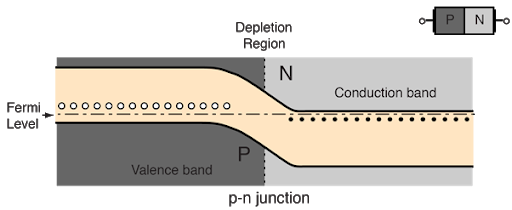 P N
Depletion
Region
N
Conduction band
Fermi
Level
P
Valence band
p-n junction